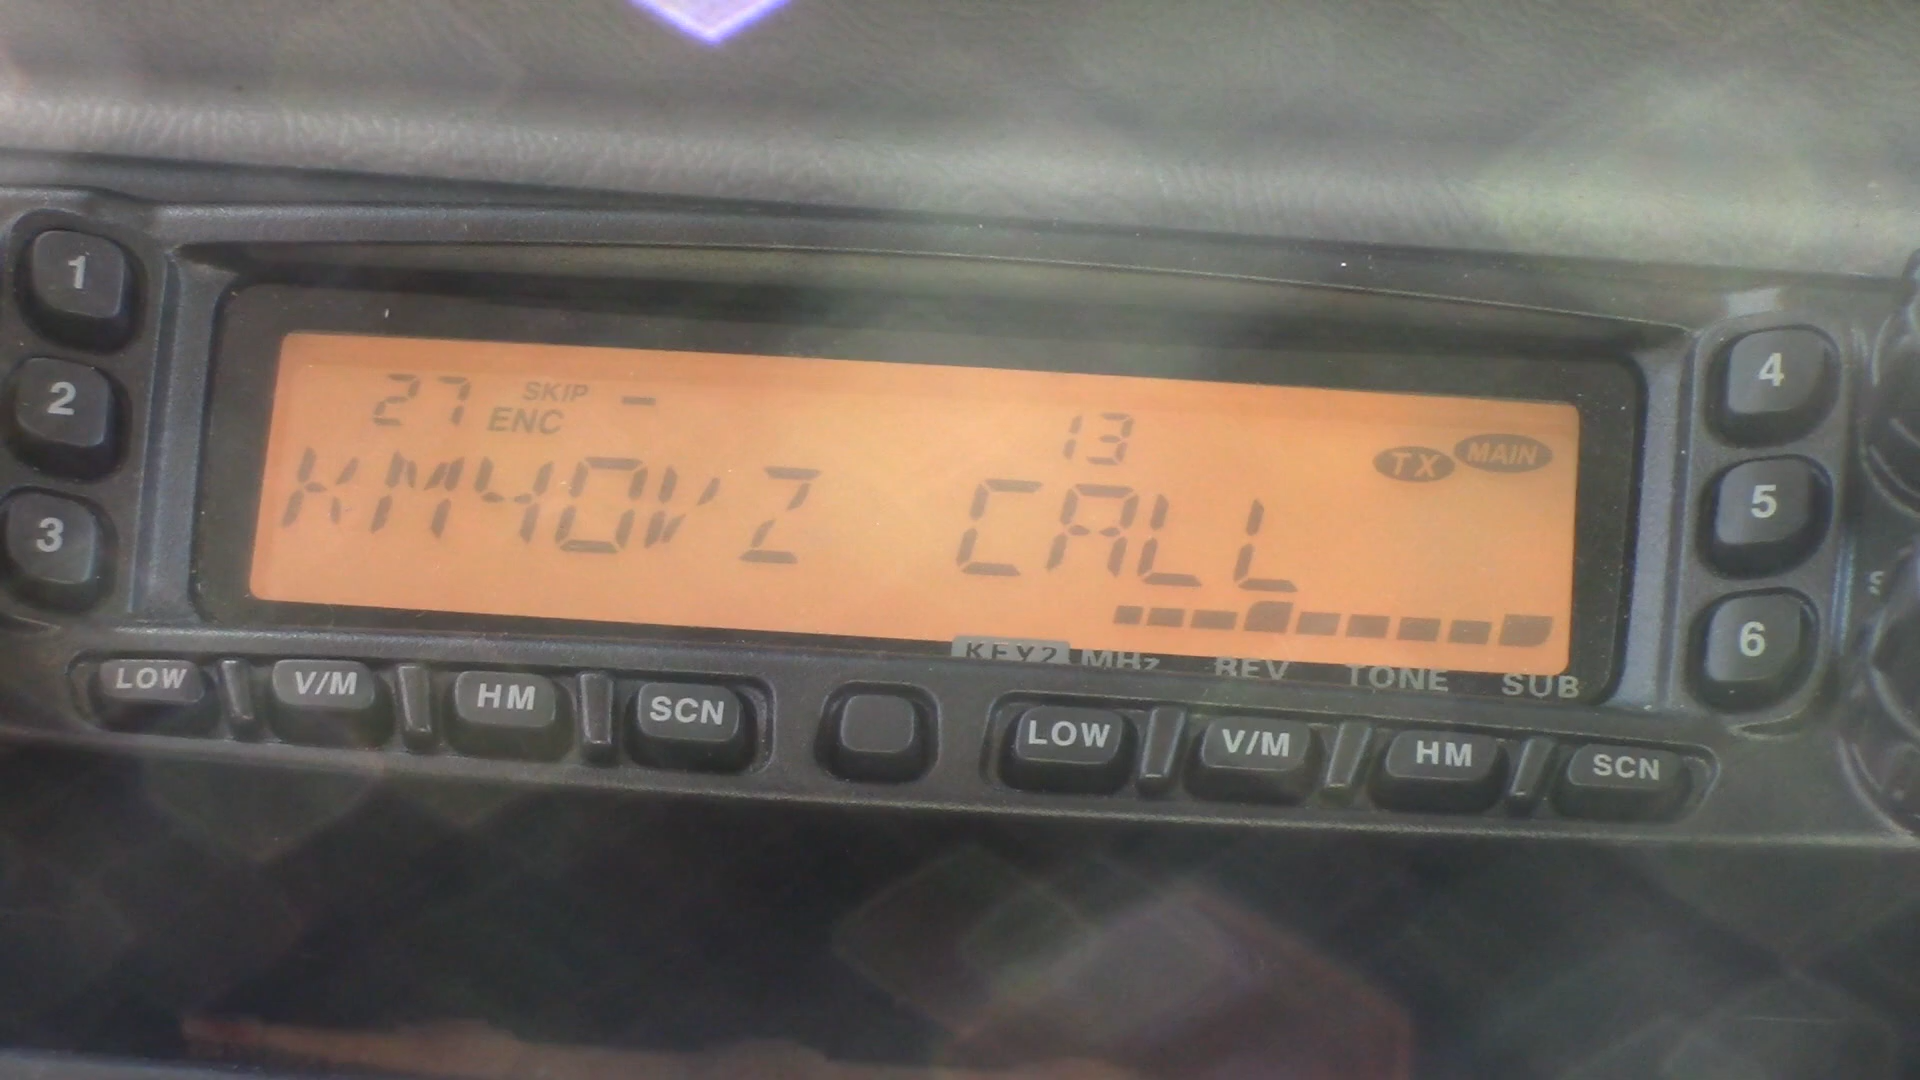 1
2
3
27 SKIP ENC -
KM4OVZ
13
CALL
TX MAIN
4
5
6
KEY2 MHz REV TONE SUB
LOW V/M HM SCN
LOW V/M HM SCN